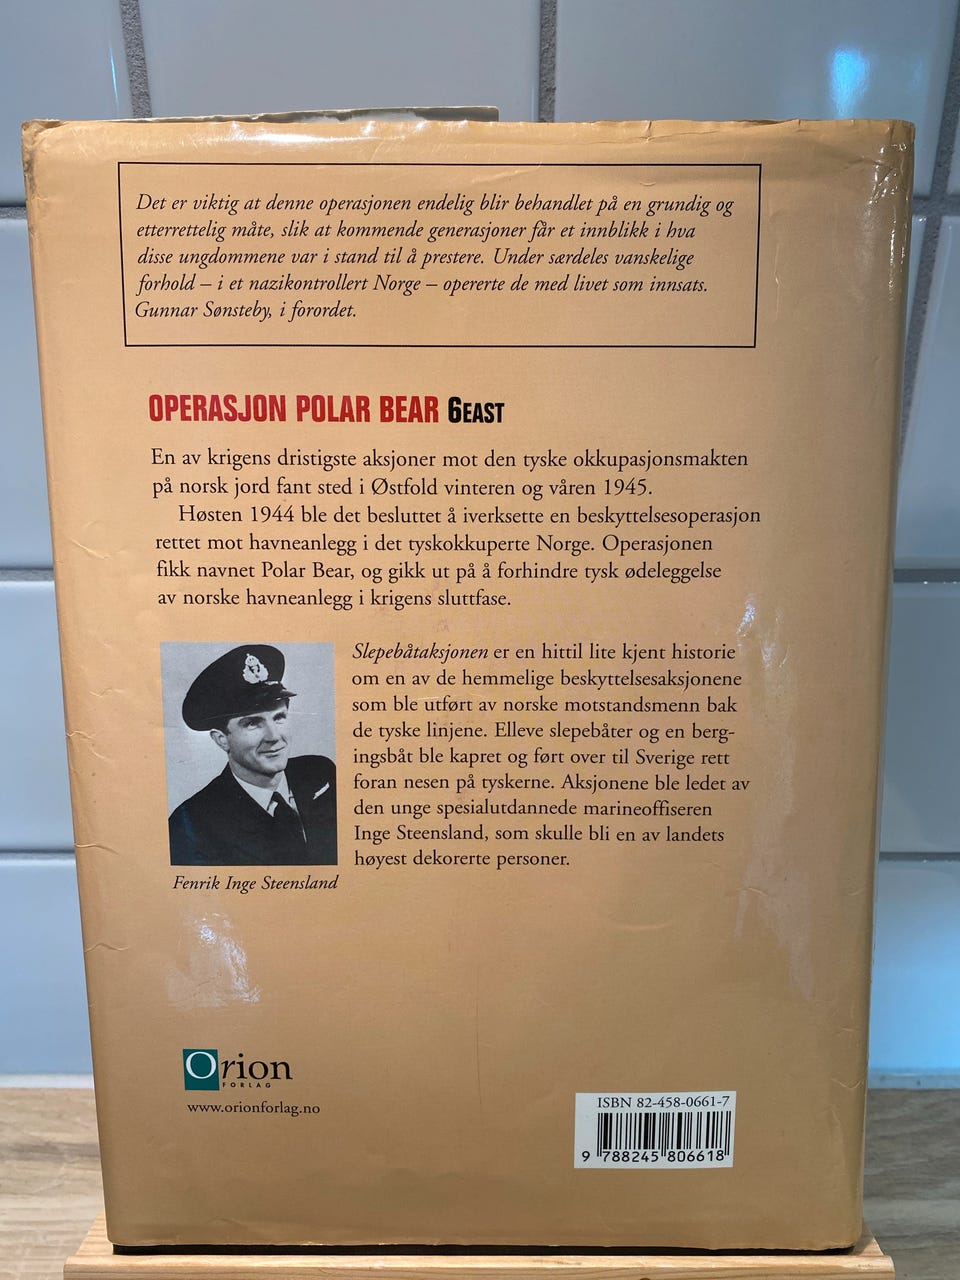 Det er viktig at denne operasjonen endelig blir behandlet på en grundig og
etterrettelig måte, slik at kommende generasjoner får et innblikk i hva
disse ungdommene var i stand til å prestere. Under særdeles vanskelige
forhold – i et nazikontrollert Norge – opererte de med livet som innsats.
Gunnar Sønsteby, i forordet.
OPERASJON POLAR BEAR 6EAST
En av krigens dristigste aksjoner mot den tyske okkupasjonsmakten
på norsk jord fant sted i Østfold vinteren og våren 1945.
Høsten 1944 ble det besluttet å iverksette en beskyttelsesoperasjon
rettet mot havneanlegg i det tyskokkuperte Norge. Operasjonen
fikk navnet Polar Bear, og gikk ut på å forhindre tysk ødeleggelse
av norske havneanlegg i krigens sluttfase.
Slepebåtaksjonen er en hittil lite kjent historie
om en av de hemmelige beskyttelsesaksjonene
som ble utført av norske motstandsmenn bak
de tyske linjene. Elleve slepebåter og en berg-
ingsbåt ble kapret og ført over til Sverige rett
foran nesen på tyskerne. Aksjonene ble ledet av
den unge spesialutdannede marineoffiseren
Inge Steensland, som skulle bli en av landets
høyest dekorerte personer.
Fenrik Inge Steensland
Orion
FORLAG
www.orionforlag.no
ISBN 82-458-0661-7
9 788245 806618